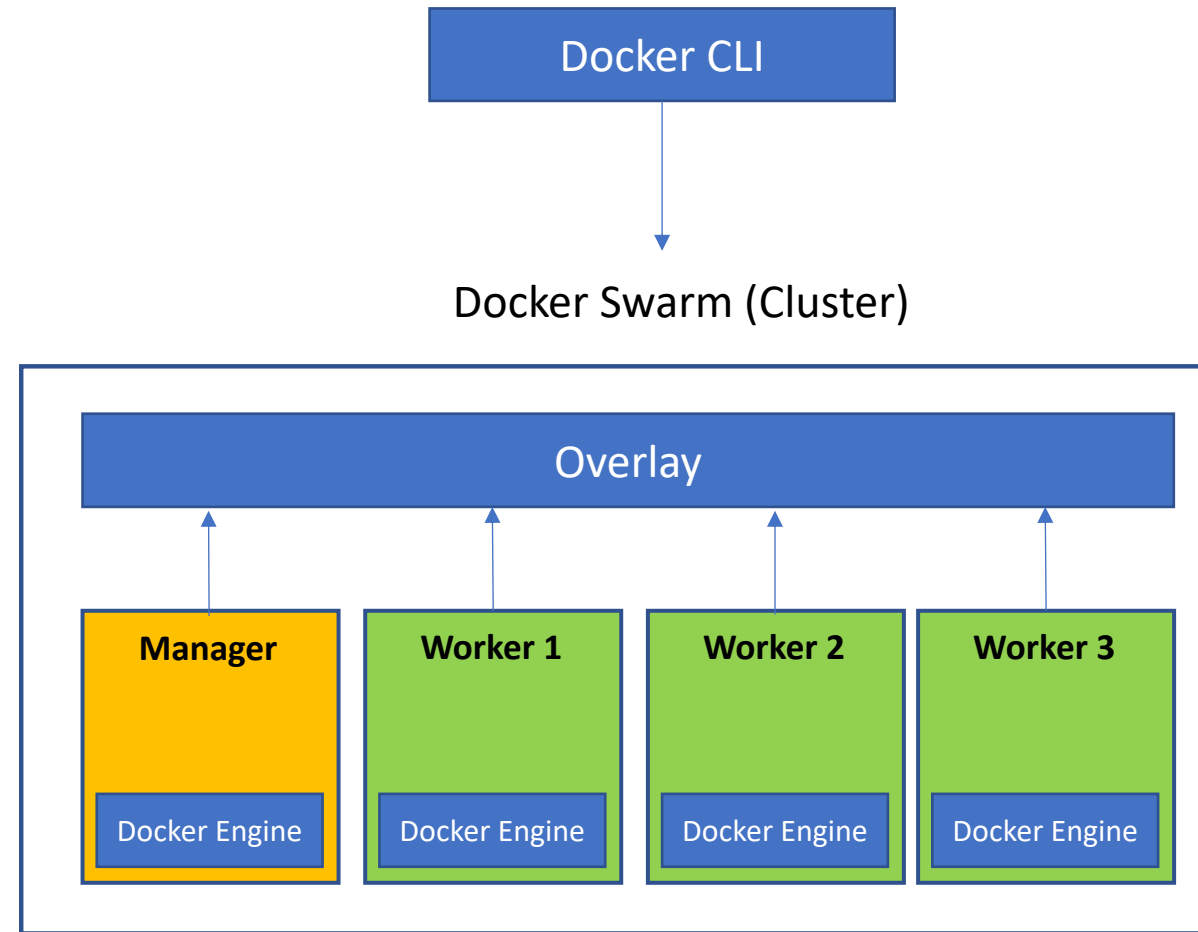 Docker CLI
Docker Swarm (Cluster)
Overlay
Manager
Worker 1
Worker 2
Worker 3
Docker Engine
Docker Engine
Docker Engine
Docker Engine